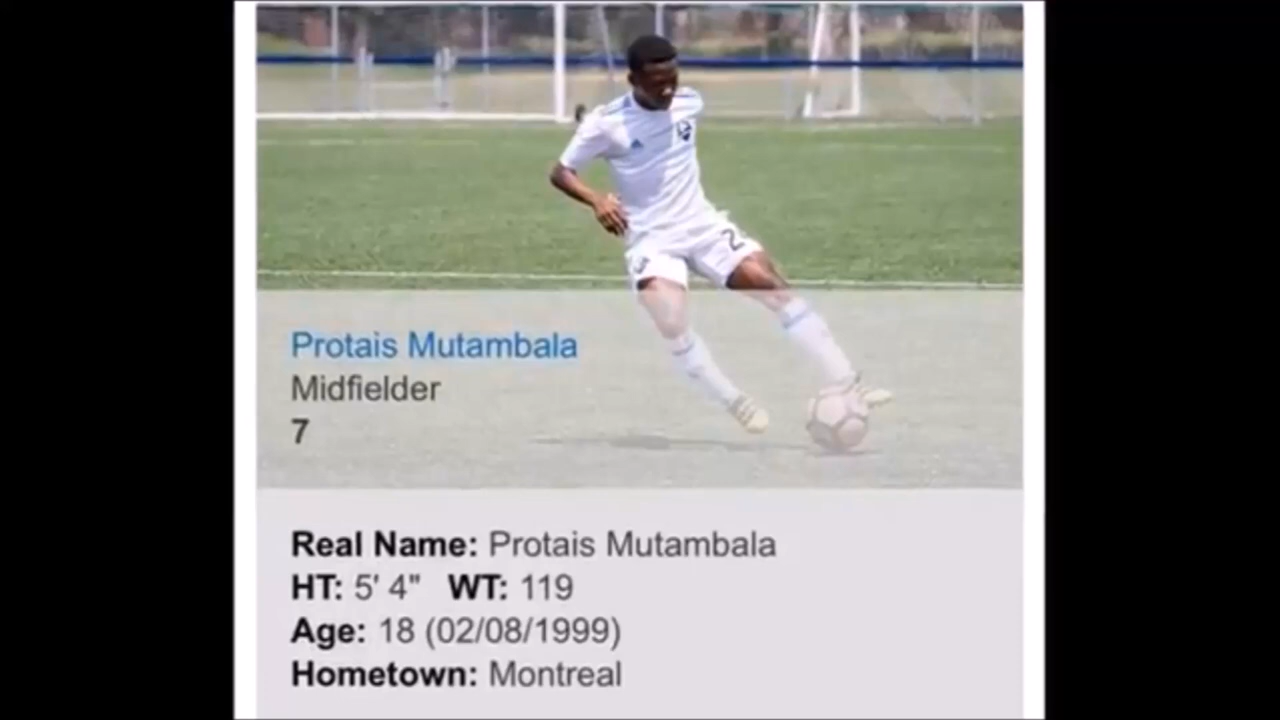 2
Protais Mutambala
Midfielder
7
Real Name: Protais Mutambala
HT: 5' 4" WT: 119
Age: 18 (02/08/1999)
Hometown: Montreal